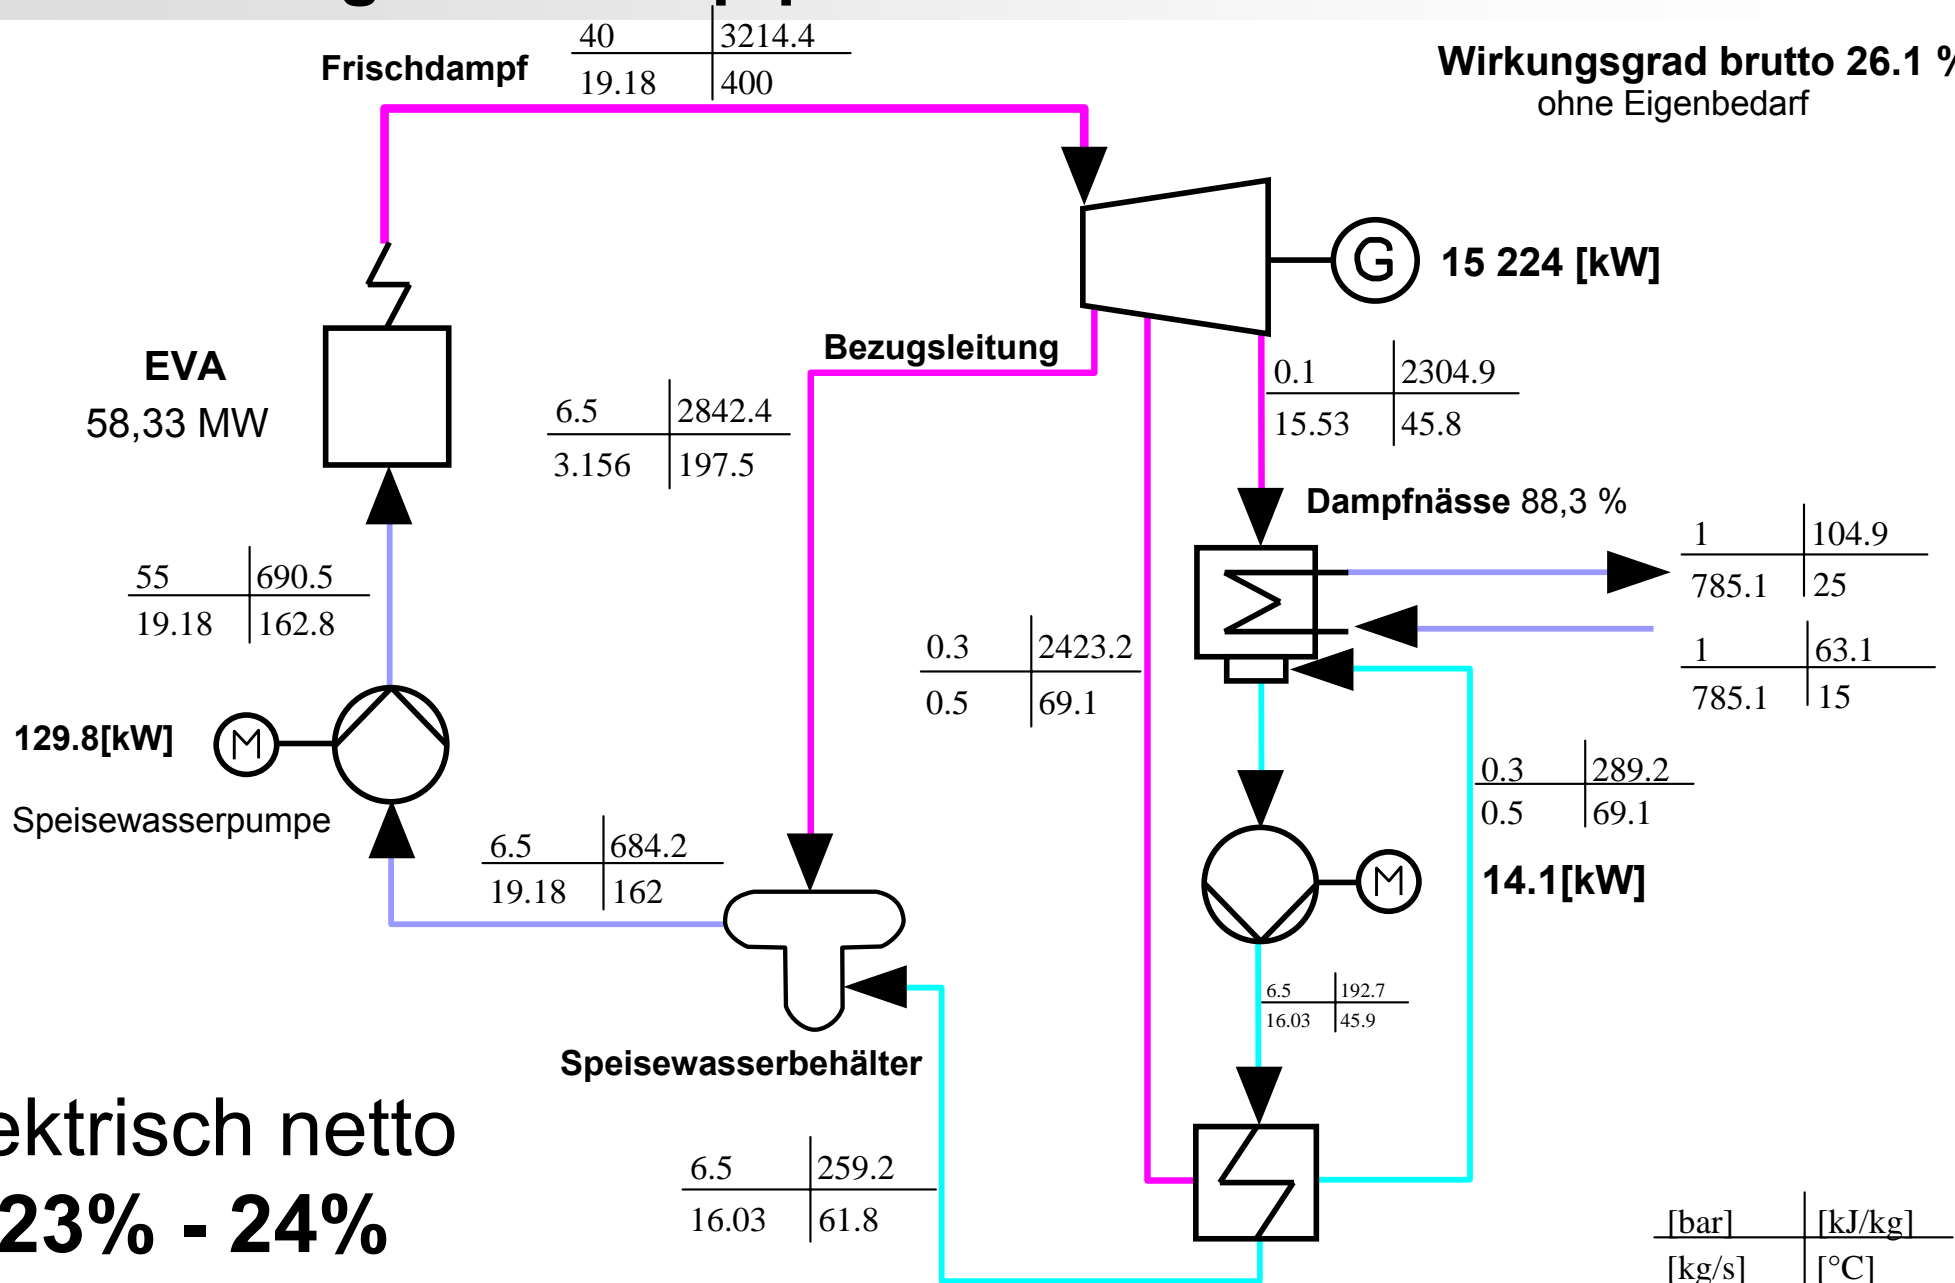 40 3214.4
19.18 400
Frischdampf
Wirkungsgrad brutto 26.1 %
ohne Eigenbedarf
G
15 224 [kW]
Bezugsleitung
EVA
58,33 MW
6.5 2842.4
3.156 197.5
0.1 2304.9
15.53 45.8
Dampfnässe 88,3 %
1 104.9
785.1 25
55 690.5
19.18 162.8
0.3 2423.2
0.5 69.1
1 63.1
785.1 15
129.8[kW]
M
Speisewasserpumpe
0.3 289.2
0.5 69.1
6.5 684.2
19.18 162
M
14.1[kW]
6.5 192.7
16.03 45.9
Speisewasserbehälter
ektrisch netto
23% - 24%
6.5 259.2
16.03 61.8
[bar] [kJ/kg]
[kg/s] [°C]